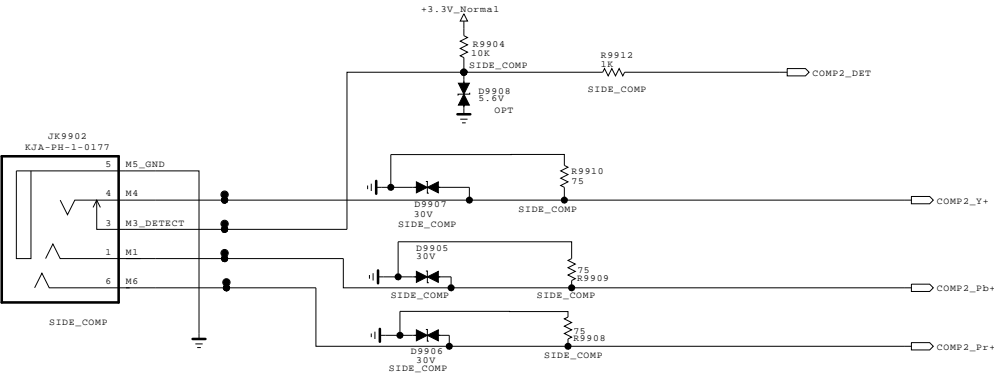 +3.3V_Normal
R9904
10K
SIDE_COMP
R9912
1K
SIDE_COMP
COMP2_DET
D9908
5.6V
OPT
JK9902
KJA-PH-1-0177
5 M5_GND
4 M4
3 M3_DETECT
1 M1
6 M6
SIDE_COMP
R9910
75
D9907
30V
SIDE_COMP
SIDE_COMP
COMP2_Y+
D9905
30V
75
R9909
SIDE_COMP
SIDE_COMP
COMP2_Pb+
75
R9908
D9906
30V
SIDE_COMP
SIDE_COMP
COMP2_Pr+